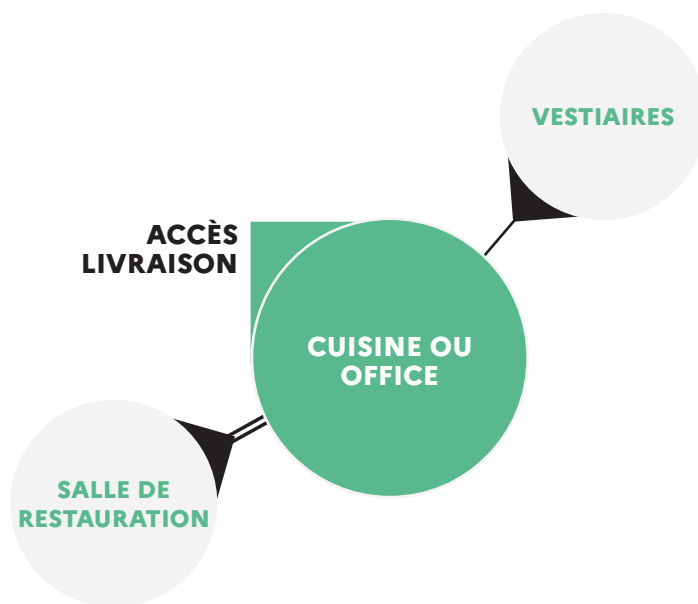 VESTIAIRES
ACCÈS
LIVRAISON
CUISINE OU
OFFICE
SALLE DE
RESTAURATION